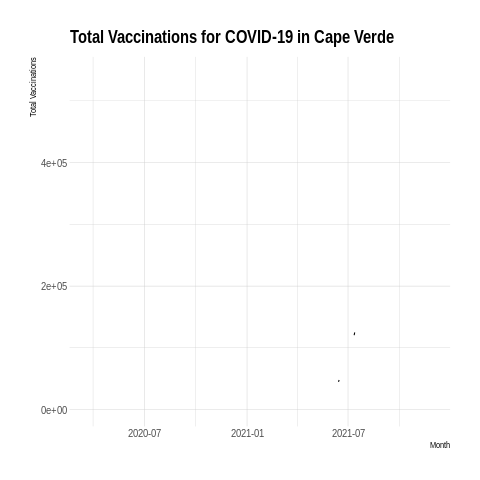 Total Vaccinations for COVID-19 in Cape Verde
Total Vaccinations
4e+05
2e+05
0e+00
2020-07
2021-01
2021-07
Month